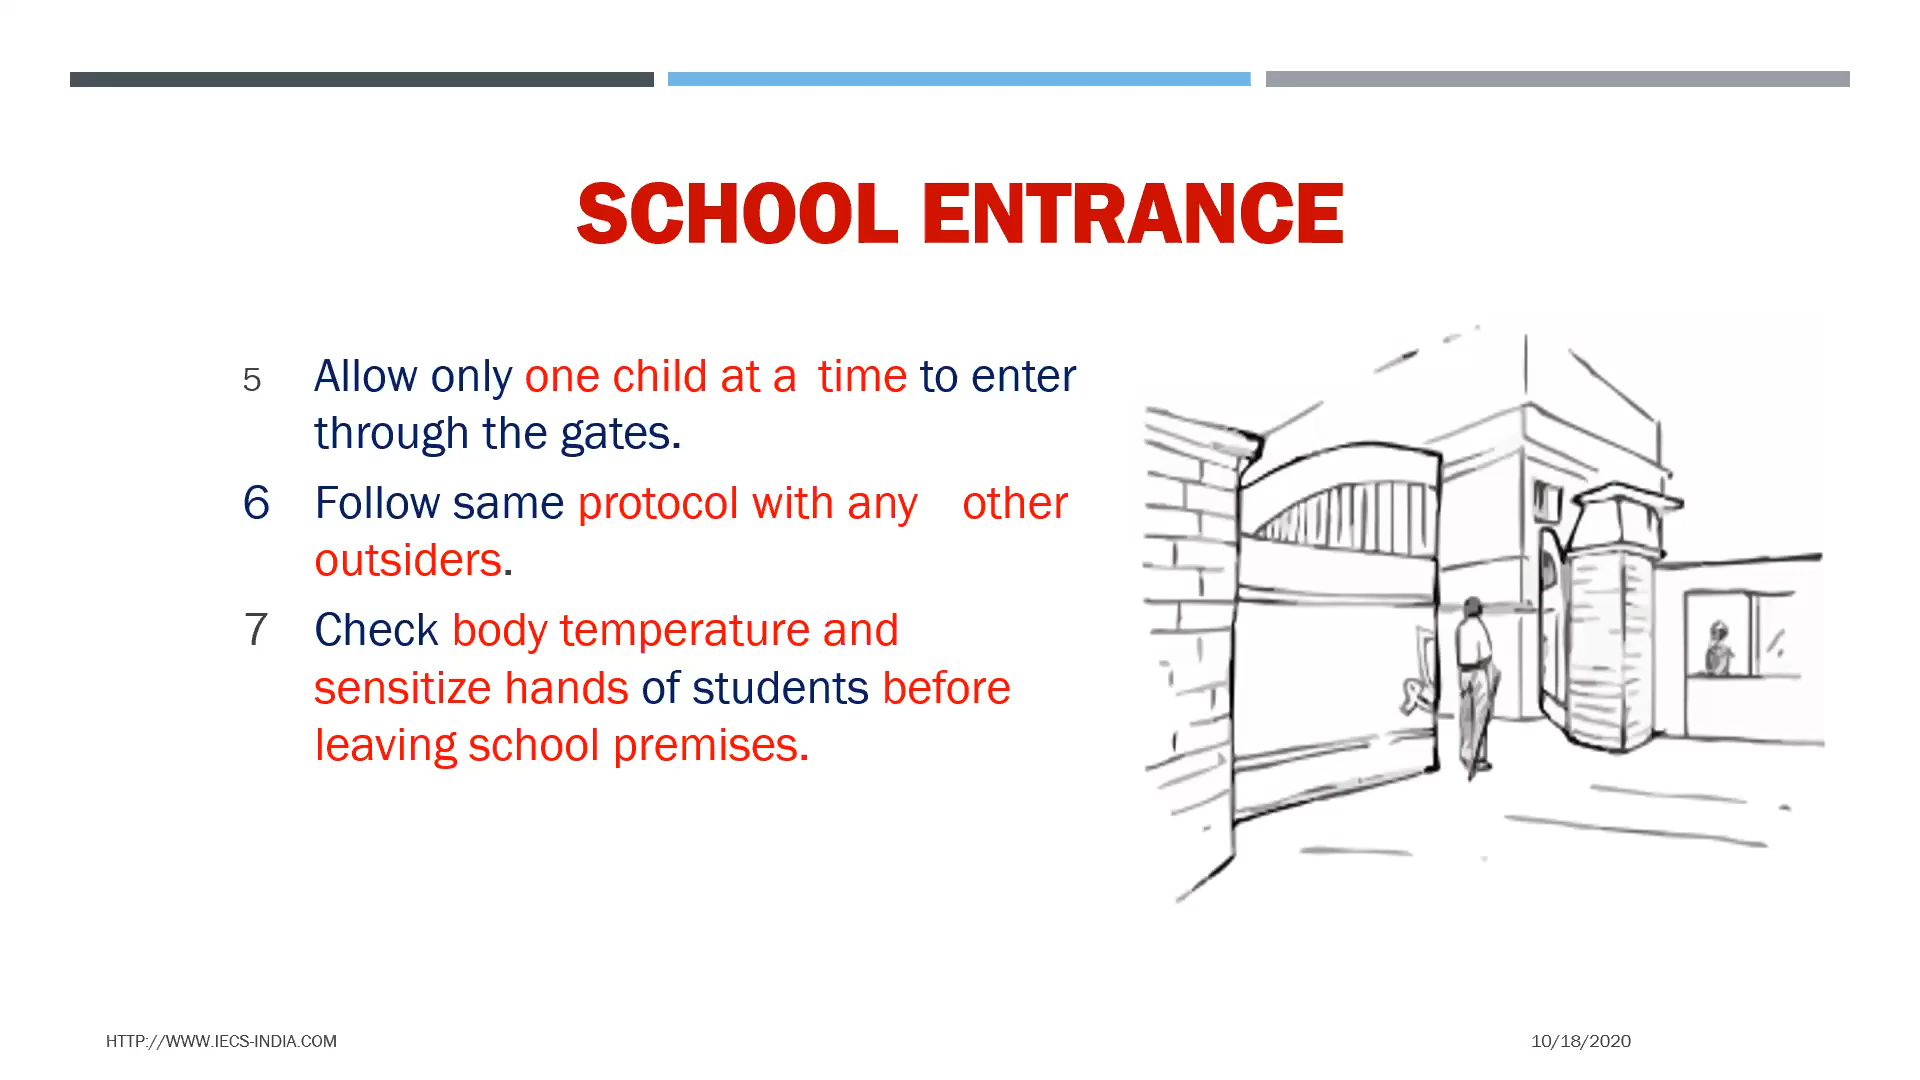 SCHOOL ENTRANCE
5 Allow only one child at a time to enter
through the gates.
6 Follow same protocol with any other
outsiders.
7 Check body temperature and
sensitize hands of students before
leaving school premises.
HTTP://WWW.IECS-INDIA.COM
10/18/2020